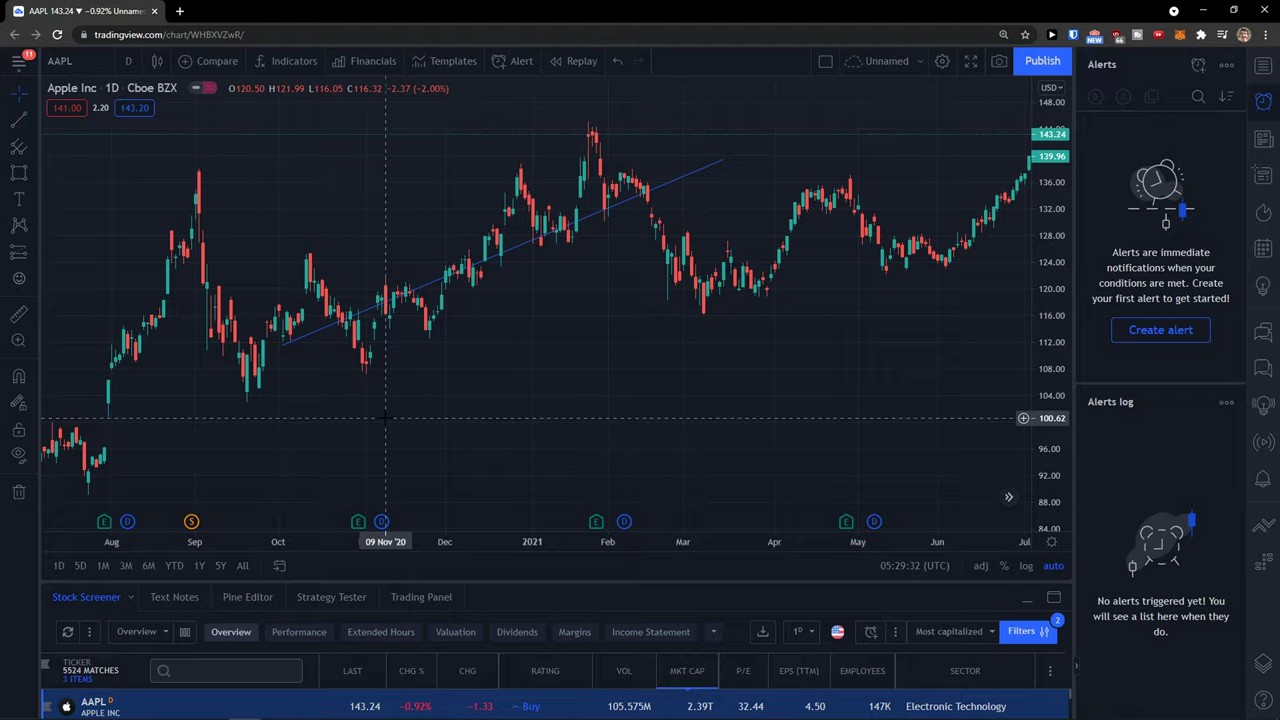 AAPL 143.24 ▼ −0.92% Unname
tradingview.com/chart/WHBXVZwR/
NEW
66
11
AAPL D Compare Indicators Financials Templates Alert Replay Unnamed Publish
Apple Inc · 1D · Cboe BZX O120.50 H121.99 L116.05 C116.32 −2.37 (−2.00%)
141.00 2.20 143.20
USD
148.00
143.24
139.96
136.00
132.00
128.00
124.00
120.00
116.00
112.00
108.00
104.00
100.62
96.00
92.00
88.00
84.00
E D S E D E D E D
Aug Sep Oct 09 Nov '20 Dec 2021 Feb Mar Apr May Jun Jul
1D 5D 1M 3M 6M YTD 1Y 5Y All 05:29:32 (UTC) adj % log auto
Alerts
Alerts are immediate
notifications when your
conditions are met. Create
your first alert to get started!
Create alert
Alerts log
No alerts triggered yet! You
will see a list here when they
do.
Stock Screener Text Notes Pine Editor Strategy Tester Trading Panel
Overview Overview Performance Extended Hours Valuation Dividends Margins Income Statement 1D Most capitalized Filters 2
TICKER LAST CHG % CHG RATING VOL MKT CAP P/E EPS (TTM) EMPLOYEES SECTOR
5524 MATCHES
3 ITEMS
AAPL D 143.24 −0.92% −1.33 Buy 105.575M 2.39T 32.44 4.50 147K Electronic Technology
APPLE INC